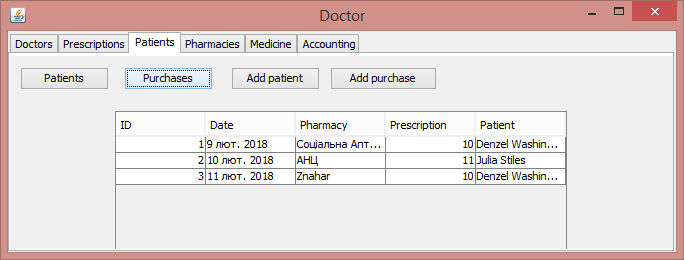 Doctor
Doctors Prescriptions Patients Pharmacies Medicine Accounting
Patients Purchases Add patient Add purchase
ID Date Pharmacy Prescription Patient
1 9 лют. 2018 Соціальна Апт... 10 Denzel Washin...
2 10 лют. 2018 АНЦ 11 Julia Stiles
3 11 лют. 2018 Znahar 10 Denzel Washin...